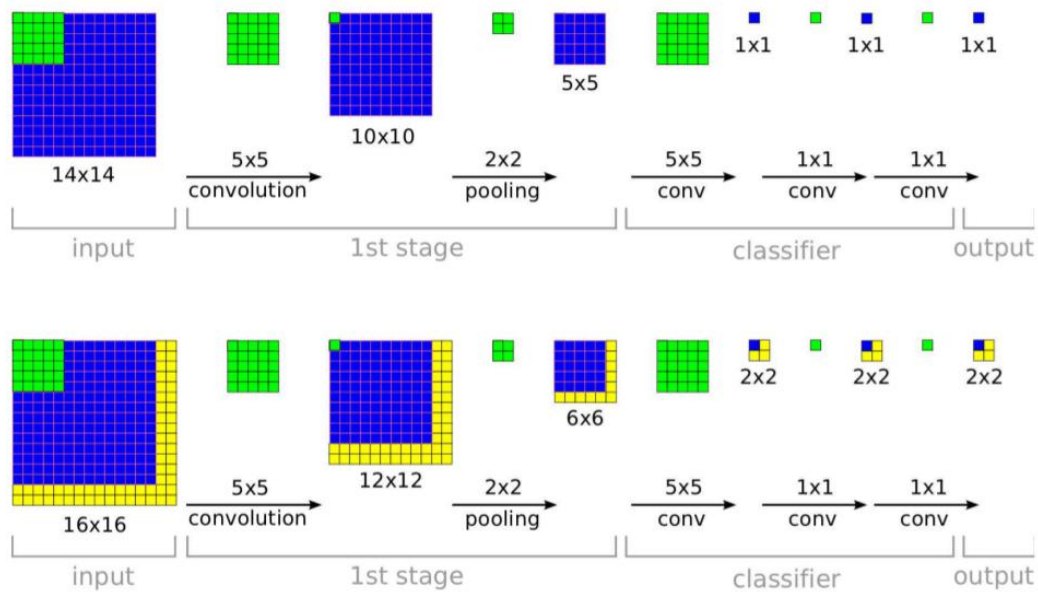 1x1 1x1 1x1
5x5
10x10
14x14
5x5 2x2 5x5 1x1 1x1
convolution pooling conv conv conv
input 1st stage classifier output
2x2 2x2 2x2
6x6
12x12
16x16
5x5 2x2 5x5 1x1 1x1
convolution pooling conv conv conv
input 1st stage classifier output